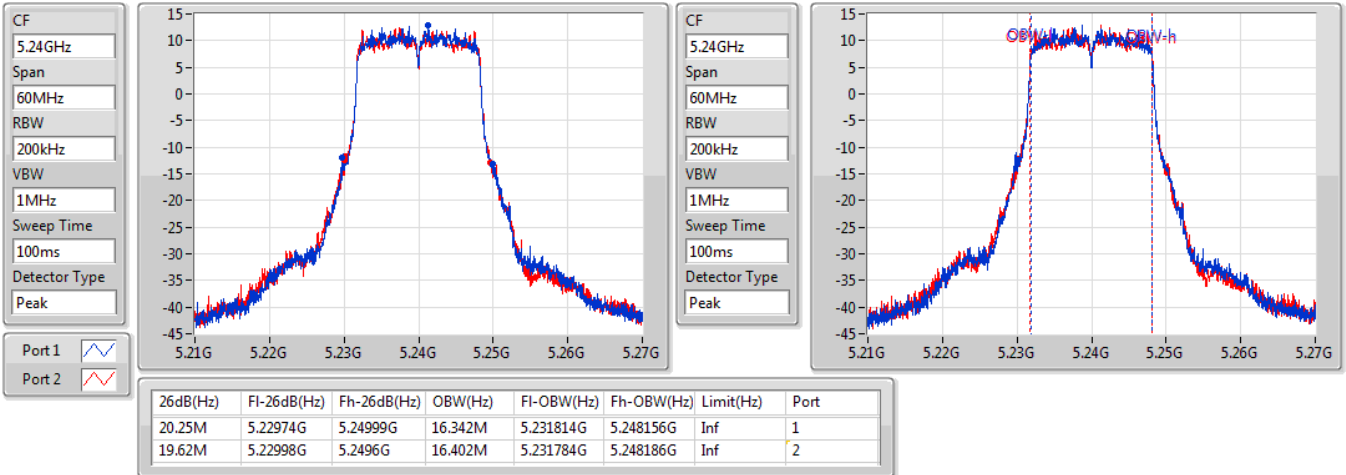 CF
5.24GHz
Span
60MHz
RBW
200kHz
VBW
1MHz
Sweep Time
100ms
Detector Type
Peak
15
10
5
0
-5
-10
-15
-20
-25
-30
-35
-40
-45
5.21G 5.22G 5.23G 5.24G 5.25G 5.26G 5.27G
CF
5.24GHz
Span
60MHz
RBW
200kHz
VBW
1MHz
Sweep Time
100ms
Detector Type
Peak
15
10
5
0
-5
-10
-15
-20
-25
-30
-35
-40
-45
OBW-h
5.21G 5.22G 5.23G 5.24G 5.25G 5.26G 5.27G
Port 1
Port 2
26dB(Hz) Fl-26dB(Hz) Fh-26dB(Hz) OBW(Hz) Fl-OBW(Hz) Fh-OBW(Hz) Limit(Hz) Port
20.25M 5.22974G 5.24999G 16.342M 5.231814G 5.248156G Inf 1
19.62M 5.22998G 5.2496G 16.402M 5.231784G 5.248186G Inf 2